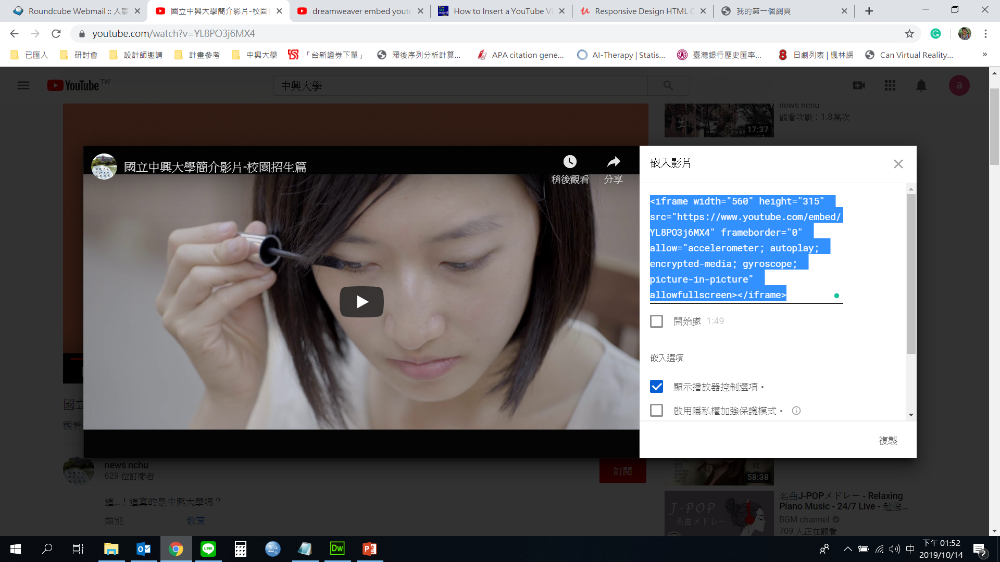 Roundcube Webmail :: 人事
國立中興大學簡介影片-校園招
dreamweaver embed youtu
How to Insert a YouTube Vi
Responsive Design HTML C
我的第一個網頁
youtube.com/watch?v=YL8PO3j6MX4
已匯入
研討會
設計師邀請
計畫參考
中興大學
「台新證券下單」
滯後序列分析計算...
APA citation gene...
AI-Therapy | Statis...
臺灣銀行歷史匯率...
日劇列表 | 楓林網
Can Virtual Reality...
»
YouTube TW
中興大學
a
news nchu
觀看次數：1.8萬次
17:37
國立中興大學簡介影片-校園招生篇
稍後觀看
分享
嵌入影片
<iframe width="560" height="315"
src="https://www.youtube.com/embed/
YL8PO3j6MX4" frameborder="0"
allow="accelerometer; autoplay;
encrypted-media; gyroscope;
picture-in-picture"
allowfullscreen></iframe>
開始處 1:49
嵌入選項
顯示播放器控制選項。
啟用隱私權加強保護模式。
複製
國立
觀看
news nchu
629 位訂閱者
訂閱
這...！這真的是中興大學嗎？
類別
教育
58:38
J-POP
名曲メドレー
名曲J-POPメドレー - Relaxing
Piano Music - 24/7 Live - 勉強...
BGM channel
709 人正在觀看
LINE
Dw
中
下午 01:52
2019/10/14
2